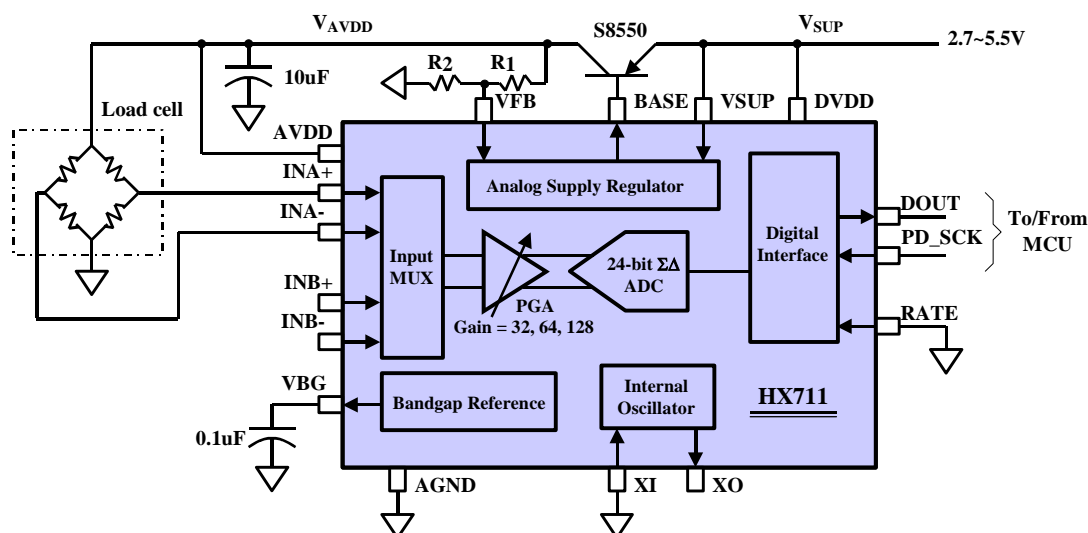 V_AVDD
S8550
V_SUP
2.7~5.5V
10uF
R2
R1
VFB
BASE
VSUP
DVDD
Load cell
AVDD
INA+
INA-
INB+
INB-
VBG
0.1uF
Analog Supply Regulator
Input
MUX
PGA
Gain = 32, 64, 128
24-bit ΣΔ
ADC
Digital
Interface
DOUT
PD_SCK
To/From
MCU
RATE
Bandgap Reference
Internal
Oscillator
HX711
AGND
XI
XO